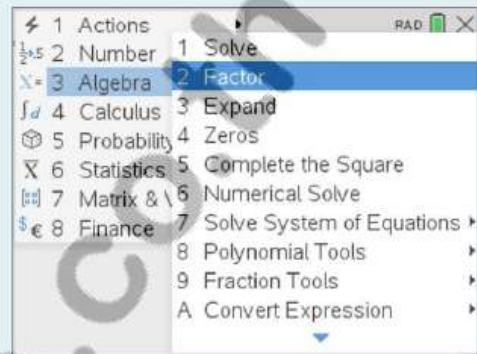 1 Actions
2 Number
3 Algebra
4 Calculus
5 Probability
6 Statistics
7 Matrix &
8 Finance
RAD
1 Solve
2 Factor
3 Expand
4 Zeros
5 Complete the Square
6 Numerical Solve
7 Solve System of Equations
8 Polynomial Tools
9 Fraction Tools
A Convert Expression